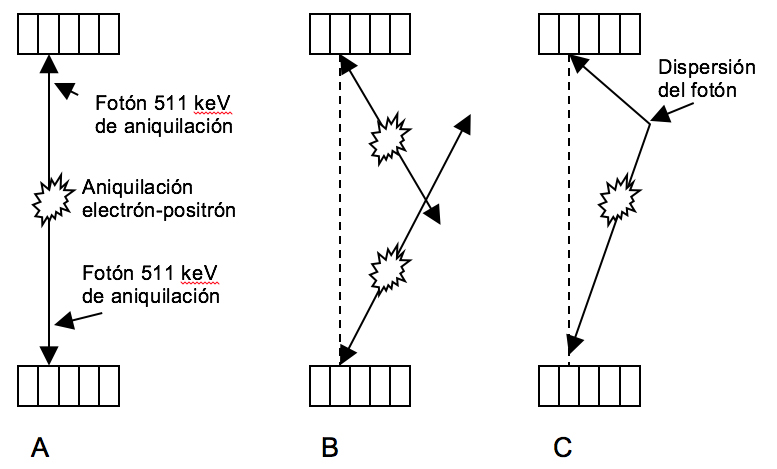 Fotón 511 keV
de aniquilación
Aniquilación
electrón-positrón
Fotón 511 keV
de aniquilación
Dispersión
del fotón
A
B
C